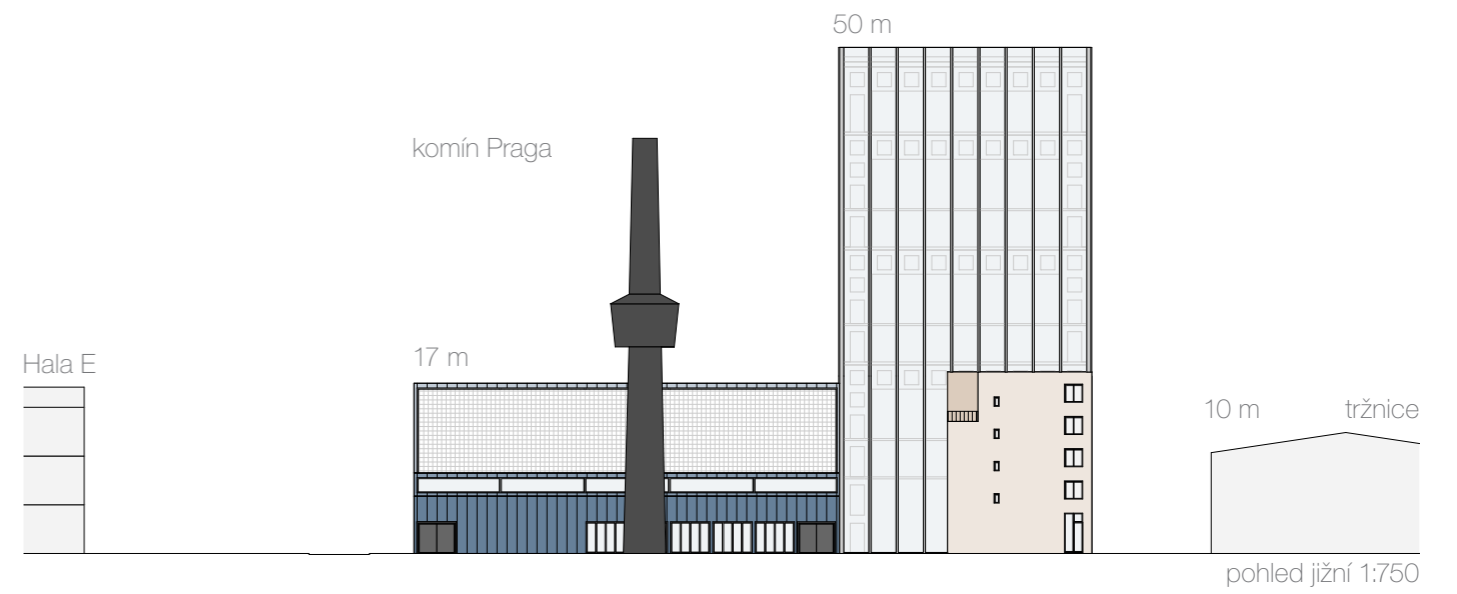 50 m
komín Praga
Hala E
17 m
10 m
tržnice
pohled jižní 1:750